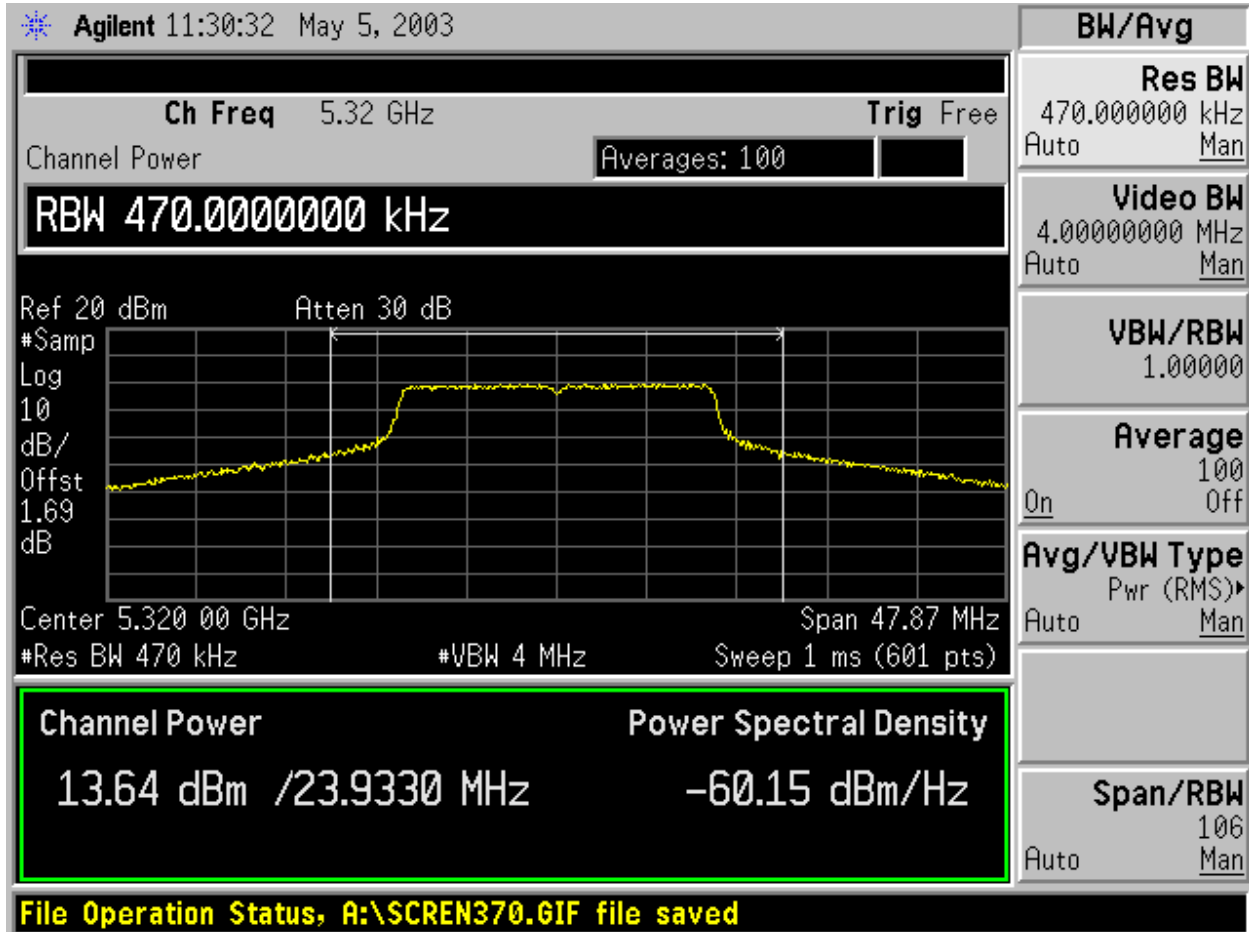 Agilent 11:30:32 May 5, 2003
BW/Avg
Ch Freq 5.32 GHz
Trig Free
Channel Power
Averages: 100
RBW 470.0000000 kHz
Ref 20 dBm
Atten 30 dB
#Samp
Log
10
dB/
Offst
1.69
dB
Center 5.320 00 GHz
Span 47.87 MHz
#Res BW 470 kHz
#VBW 4 MHz
Sweep 1 ms (601 pts)
Channel Power
Power Spectral Density
13.64 dBm /23.9330 MHz
-60.15 dBm/Hz
Res BW
470.000000 kHz
Auto Man
Video BW
4.00000000 MHz
Auto Man
VBW/RBW
1.00000
Average
100
On Off
Avg/VBW Type
Pwr (RMS)
Auto Man
Span/RBW
106
Auto Man
File Operation Status, A:\SCREN370.GIF file saved